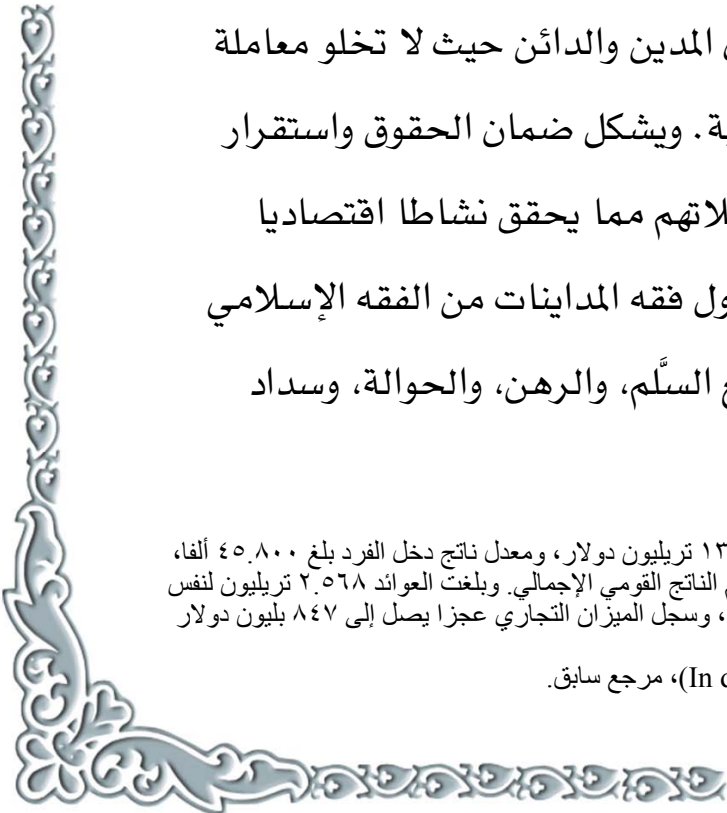 المدين والدائن حيث لا تخلو معاملة
ية. ويشكل ضمان الحقوق واستقرار
لاتهم مما يحقق نشاطا اقتصاديا
ول فقه المداينات من الفقه الإسلامي
ع السلَّم، والرهن، والحوالة، وسداد
١٣ تريليون دولار، ومعدل ناتج دخل الفرد بلغ ٤٥.٨٠٠ ألفا،
م الناتج القومي الإجمالي. وبلغت العوائد ٢.٥٦٨ تريليون لنفس
، وسجل الميزان التجاري عجزا يصل إلى ٨٤٧ بليون دولار
In)، مرجع سابق.